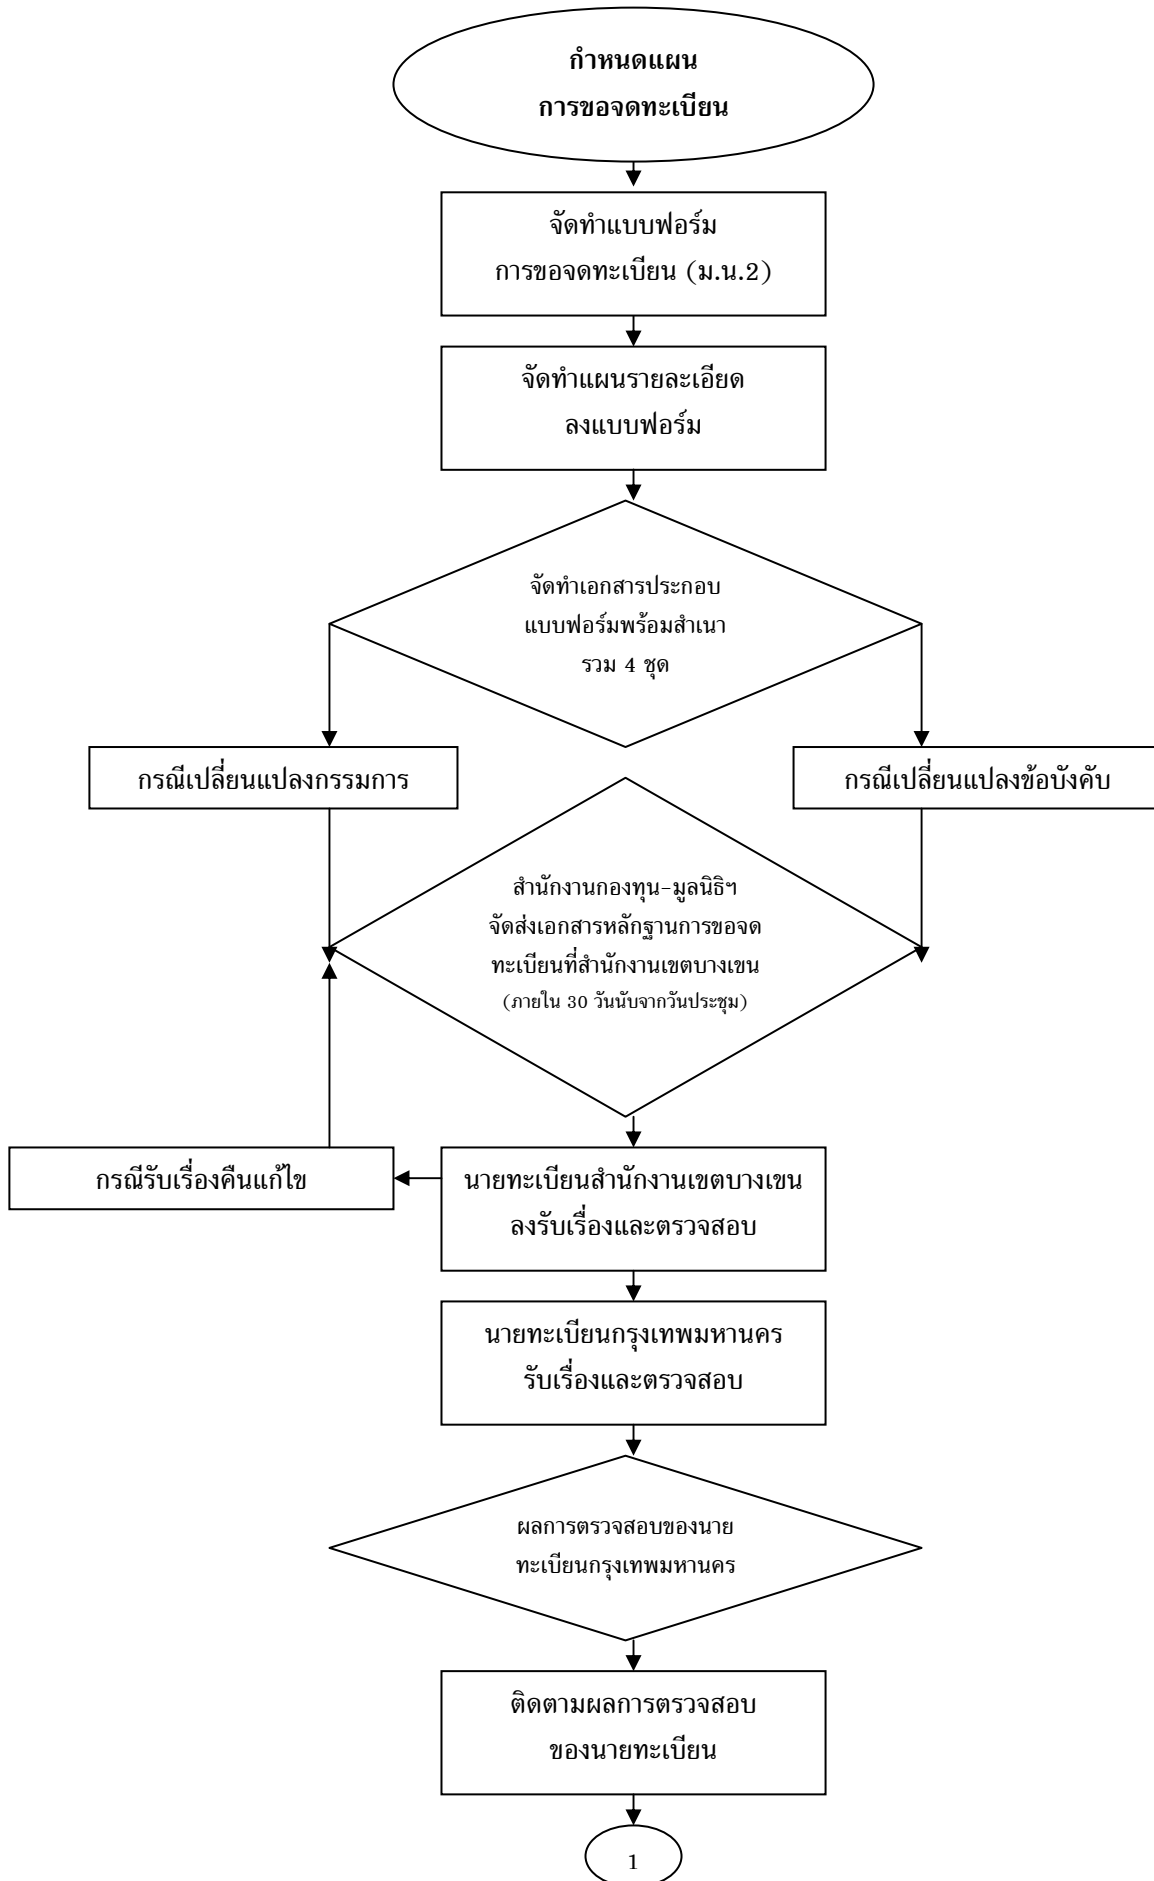 กำหนดแผน
การขอจดทะเบียน
จัดทำแบบฟอร์ม
การขอจดทะเบียน (ม.น.2)
จัดทำแผนรายละเอียด
ลงแบบฟอร์ม
จัดทำเอกสารประกอบ
แบบฟอร์มพร้อมสำเนา
รวม 4 ชุด
กรณีเปลี่ยนแปลงกรรมการ
กรณีเปลี่ยนแปลงข้อบังคับ
สำนักงานกองทุน-มูลนิธิฯ
จัดส่งเอกสารหลักฐานการขอจด
ทะเบียนที่สำนักงานเขตบางเขน
(ภายใน 30 วันนับจากวันประชุม)
กรณีรับเรื่องคืนแก้ไข
นายทะเบียนสำนักงานเขตบางเขน
ลงรับเรื่องและตรวจสอบ
นายทะเบียนกรุงเทพมหานคร
รับเรื่องและตรวจสอบ
ผลการตรวจสอบของนาย
ทะเบียนกรุงเทพมหานคร
ติดตามผลการตรวจสอบ
ของนายทะเบียน
1